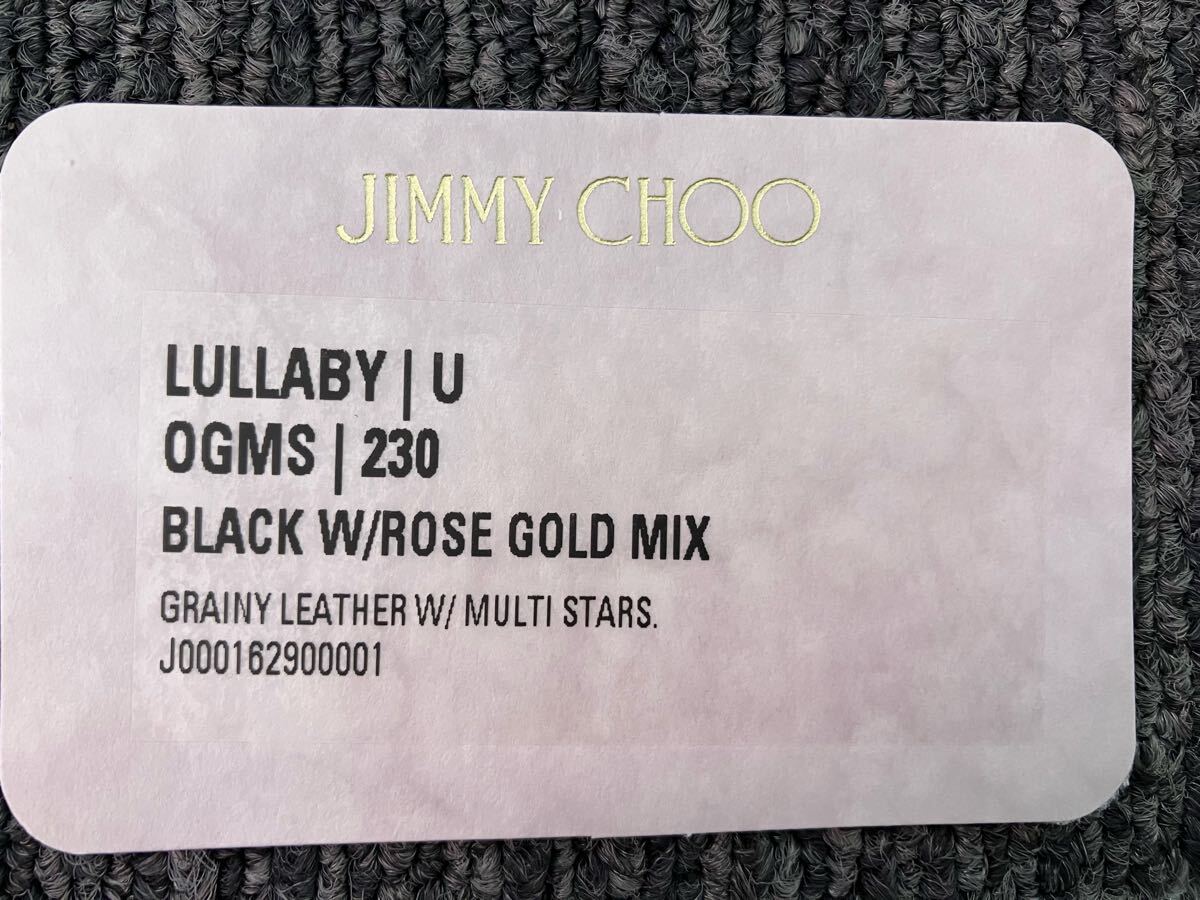 JIMMY CHOO
LULLABY | U
OGMS | 230
BLACK W/ROSE GOLD MIX
GRAINY LEATHER W/ MULTI STARS.
J000162900001